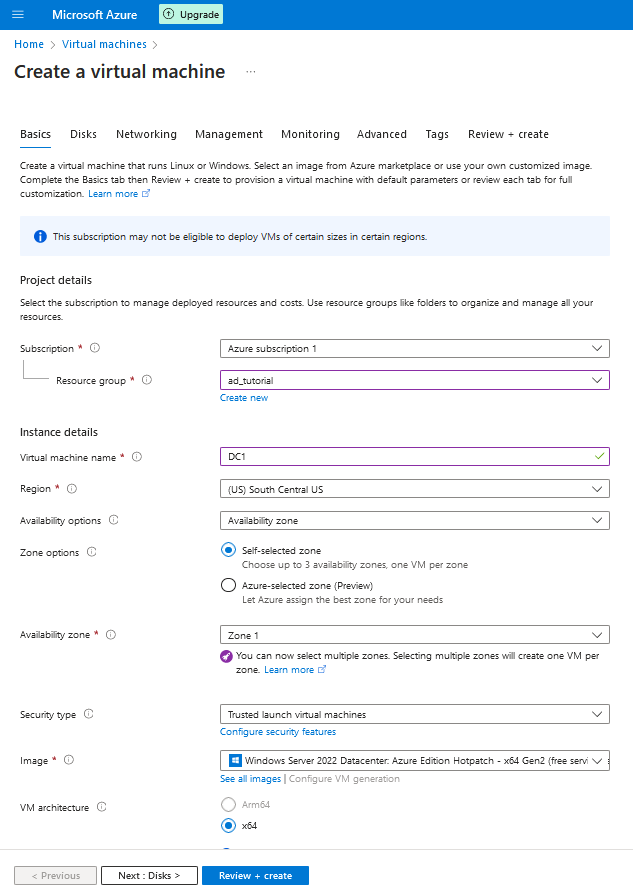 Microsoft Azure
Upgrade
Home > Virtual machines >
Create a virtual machine ...
Basics Disks Networking Management Monitoring Advanced Tags Review + create
Create a virtual machine that runs Linux or Windows. Select an image from Azure marketplace or use your own customized image.
Complete the Basics tab then Review + create to provision a virtual machine with default parameters or review each tab for full
customization. Learn more
This subscription may not be eligible to deploy VMs of certain sizes in certain regions.
Project details
Select the subscription to manage deployed resources and costs. Use resource groups like folders to organize and manage all your
resources.
Subscription *
Azure subscription 1
Resource group *
ad_tutorial
Create new
Instance details
Virtual machine name *
DC1
Region *
(US) South Central US
Availability options
Availability zone
Zone options
Self-selected zone
Choose up to 3 availability zones, one VM per zone
Azure-selected zone (Preview)
Let Azure assign the best zone for your needs
Availability zone *
Zone 1
You can now select multiple zones. Selecting multiple zones will create one VM per
zone. Learn more
Security type
Trusted launch virtual machines
Configure security features
Image *
Windows Server 2022 Datacenter: Azure Edition Hotpatch - x64 Gen2 (free servi
See all images | Configure VM generation
VM architecture
Arm64
x64
< Previous
Next : Disks >
Review + create